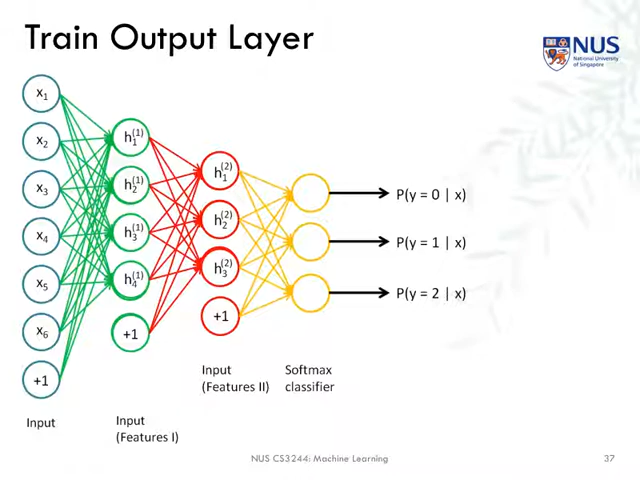 Train Output Layer
NUS
National University
of Singapore
x1
x2
x3
x4
x5
x6
+1
Input
h1(1)
h2(1)
h3(1)
h4(1)
+1
Input
(Features I)
h1(2)
h2(2)
h3(2)
+1
Input
(Features II)
Softmax
classifier
P(y = 0 | x)
P(y = 1 | x)
P(y = 2 | x)
NUS CS3244: Machine Learning
37